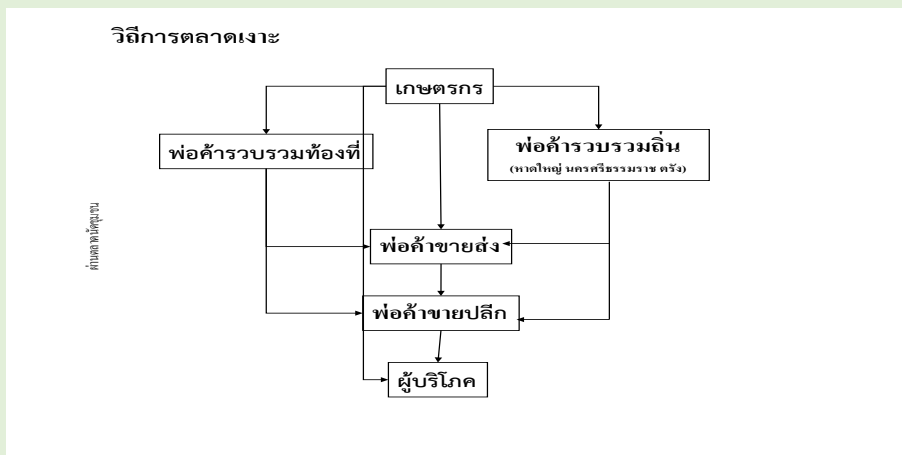 วิถีการตลาดเงาะ
เกษตรกร
พ่อค้ารวบรวมท้องที่
พ่อค้ารวบรวมถิ่น
(หาดใหญ่ นครศรีธรรมราช ตรัง)
พ่อค้าขายส่ง
พ่อค้าขายปลีก
ผู้บริโภค